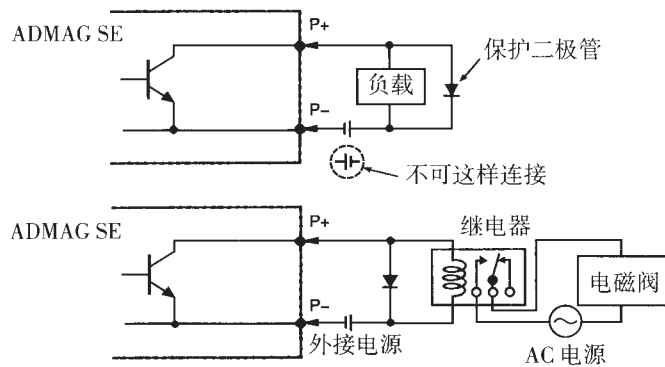 ADMAG SE
P+
保护二极管
负载
P−
不可这样连接
ADMAG SE
P+
继电器
电磁阀
P−
外接电源
AC 电源